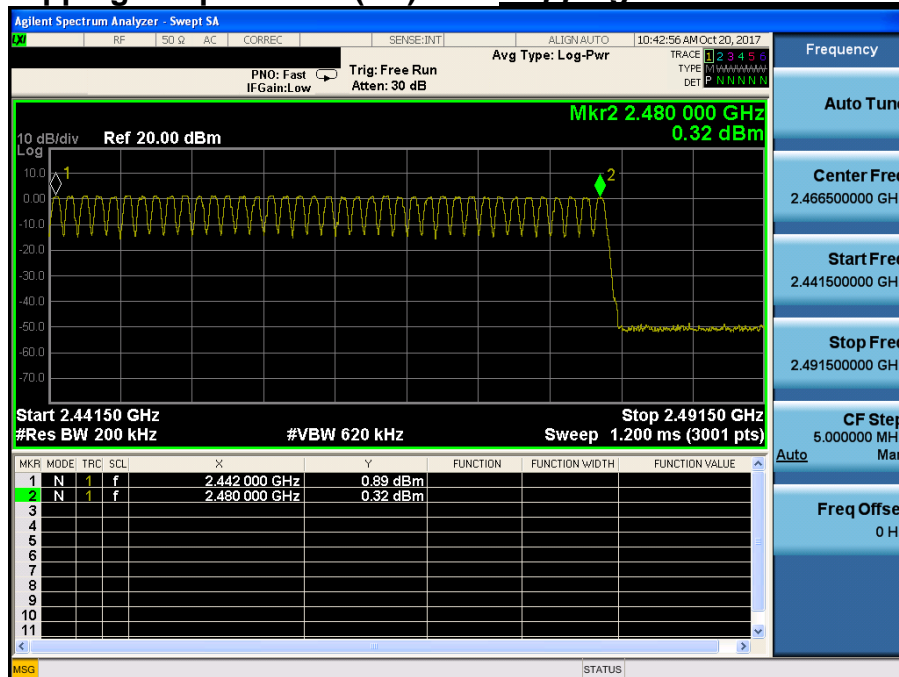 Agilent Spectrum Analyzer - Swept SA
LXI RF 50 Ω AC CORREC SENSE:INT ALIGN AUTO 10:42:56 AM Oct 20, 2017
Frequency
Avg Type: Log-Pwr
TRACE 1 2 3 4 5 6
PNO: Fast Trig: Free Run
TYPE M W W W W W
IFGain:Low Atten: 30 dB
DET P N N N N N
Auto Tune
Mkr2 2.480 000 GHz
0.32 dBm
10 dB/div Ref 20.00 dBm
Log
10.0
0.00
-10.0
-20.0
-30.0
-40.0
-50.0
-60.0
-70.0
1
2
Center Fre
2.466500000 GH
Start Fre
2.441500000 GH
Stop Fre
2.491500000 GH
Start 2.44150 GHz Stop 2.49150 GHz
#Res BW 200 kHz #VBW 620 kHz Sweep 1.200 ms (3001 pts)
CF Step
5.000000 MH
Auto Man
MKR MODE TRC SCL X Y FUNCTION FUNCTION WIDTH FUNCTION VALUE
1 N 1 f 2.442 000 GHz 0.89 dBm
2 N 1 f 2.480 000 GHz 0.32 dBm
3
4
5
6
7
8
9
10
11
Freq Offse
0 H
MSG STATUS